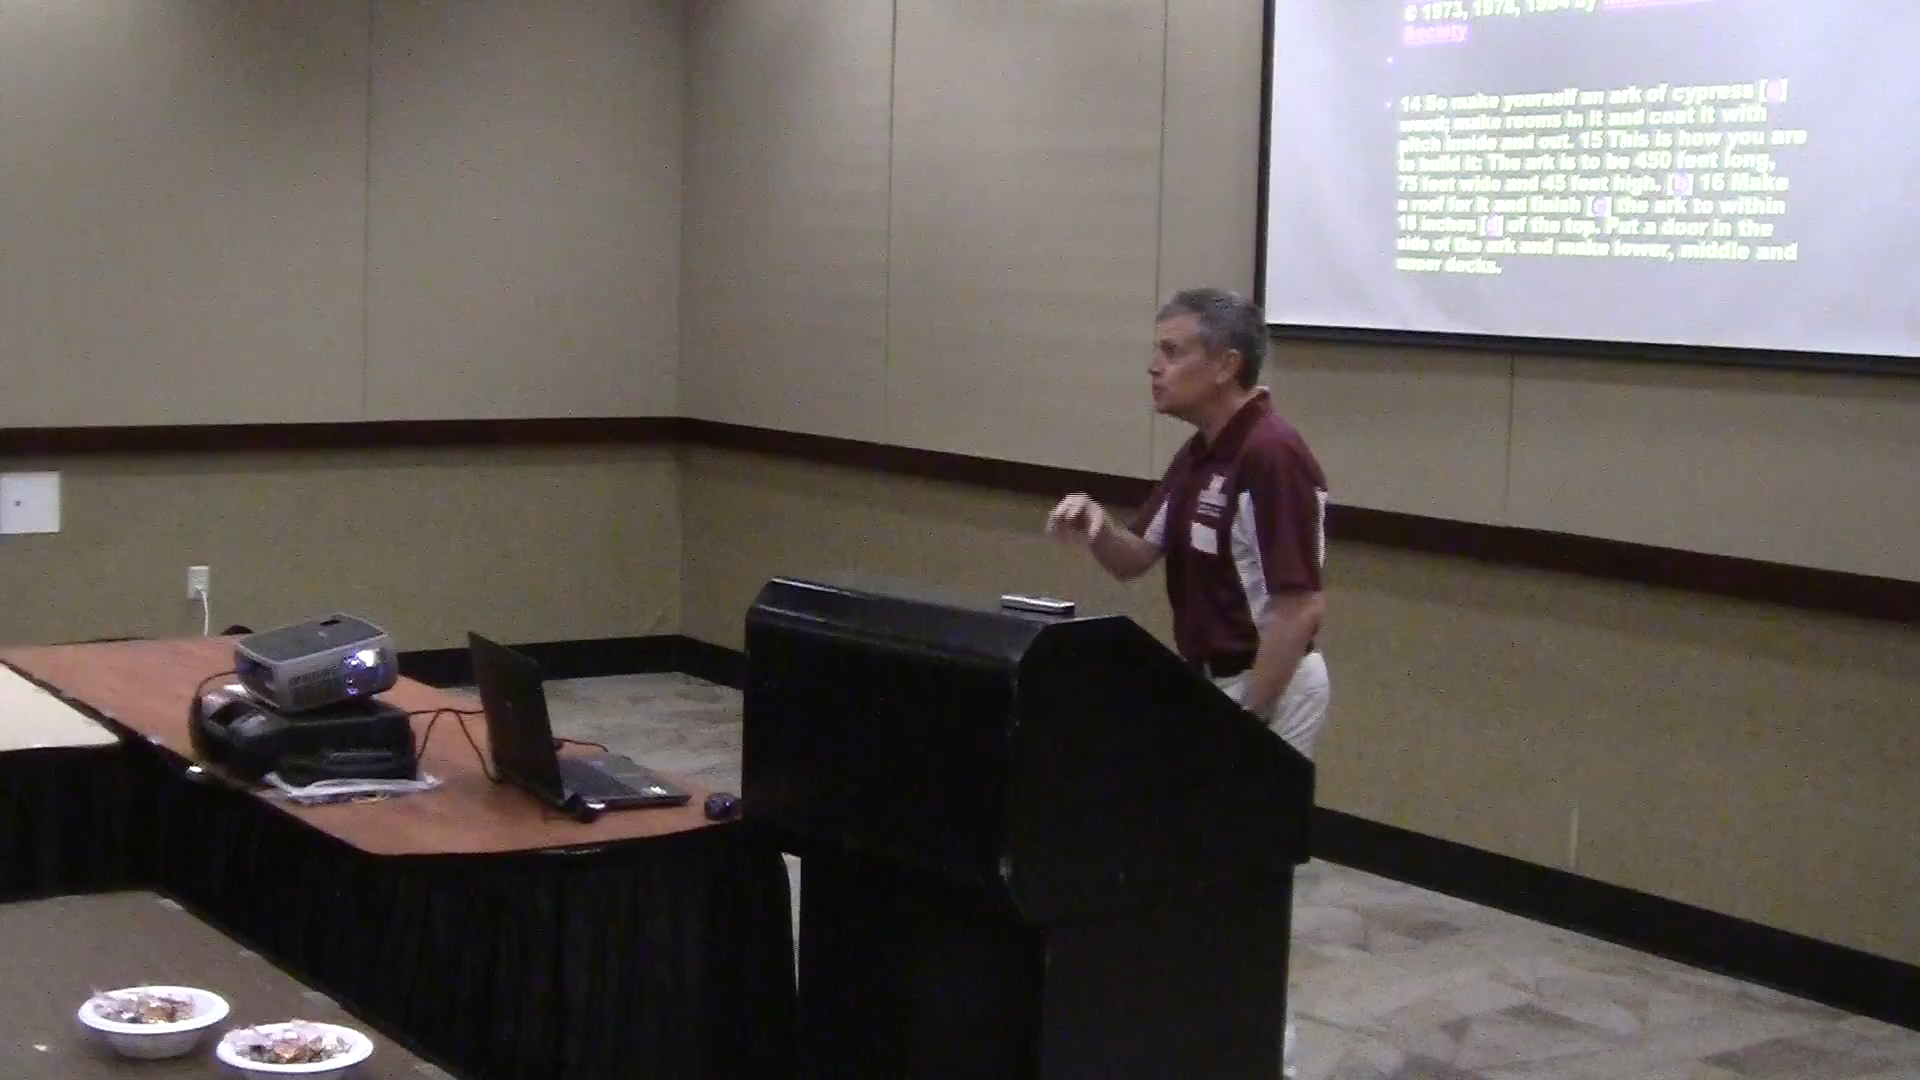 © 1973, 1978, 1984 by
Society
14 So make yourself an ark of cypress [a]
wood; make rooms in it and coat it with
pitch inside and out. 15 This is how you are
to build it: The ark is to be 450 feet long,
75 feet wide and 45 feet high. [b] 16 Make
a roof for it and finish [c] the ark to within
18 inches [d] of the top. Put a door in the
side of the ark and make lower, middle and
upper decks.